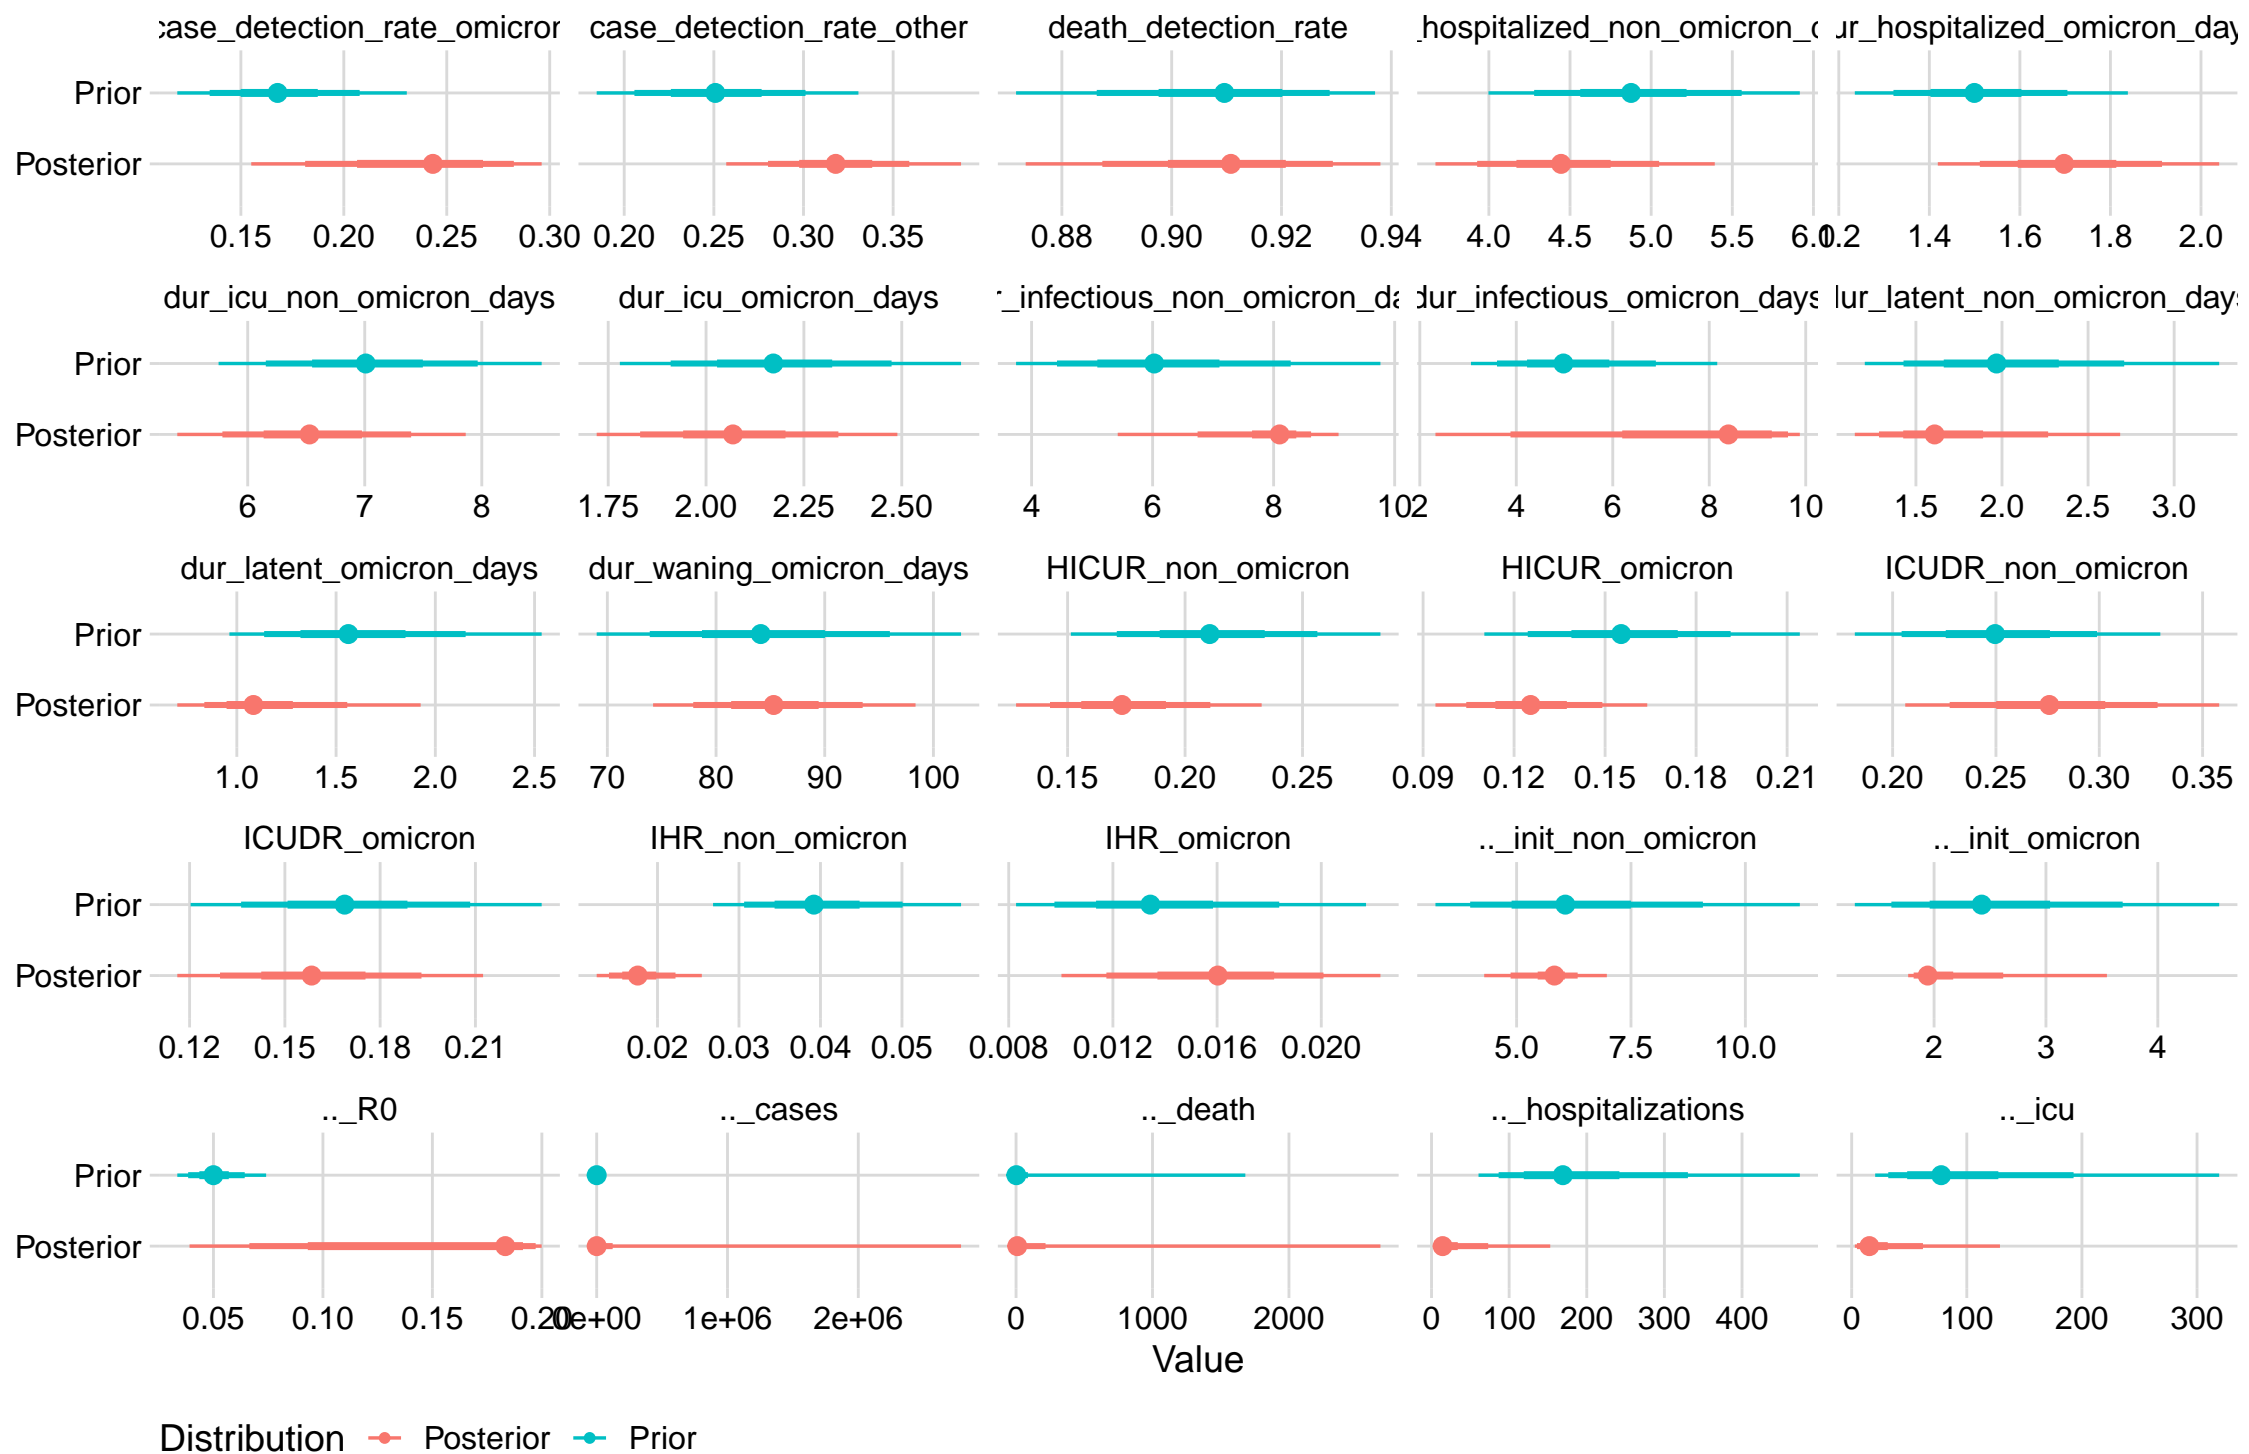 case_detection_rate_omicron case_detection_rate_other death_detection_rate _hospitalized_non_omicron_ ur_hospitalized_omicron_day
Prior
Posterior
0.15 0.20 0.25 0.30 0.20 0.25 0.30 0.35 0.88 0.90 0.92 0.94 4.0 4.5 5.0 5.5 6.0 1.2 1.4 1.6 1.8 2.0
dur_icu_non_omicron_days dur_icu_omicron_days r_infectious_non_omicron_da dur_infectious_omicron_days dur_latent_non_omicron_days
Prior
Posterior
6 7 8 1.75 2.00 2.25 2.50 4 6 8 10 2 4 6 8 10 1.5 2.0 2.5 3.0
dur_latent_omicron_days dur_waning_omicron_days HICUR_non_omicron HICUR_omicron ICUDR_non_omicron
Prior
Posterior
1.0 1.5 2.0 2.5 70 80 90 100 0.15 0.20 0.25 0.09 0.12 0.15 0.18 0.21 0.20 0.25 0.30 0.35
ICUDR_omicron IHR_non_omicron IHR_omicron .._init_non_omicron .._init_omicron
Prior
Posterior
0.12 0.15 0.18 0.21 0.02 0.03 0.04 0.05 0.008 0.012 0.016 0.020 5.0 7.5 10.0 2 3 4
.._R0 .._cases .._death .._hospitalizations .._icu
Prior
Posterior
0.05 0.10 0.15 0.20 0e+00 1e+06 2e+06 0 1000 2000 0 100 200 300 400 0 100 200 300
Value
Distribution Posterior Prior